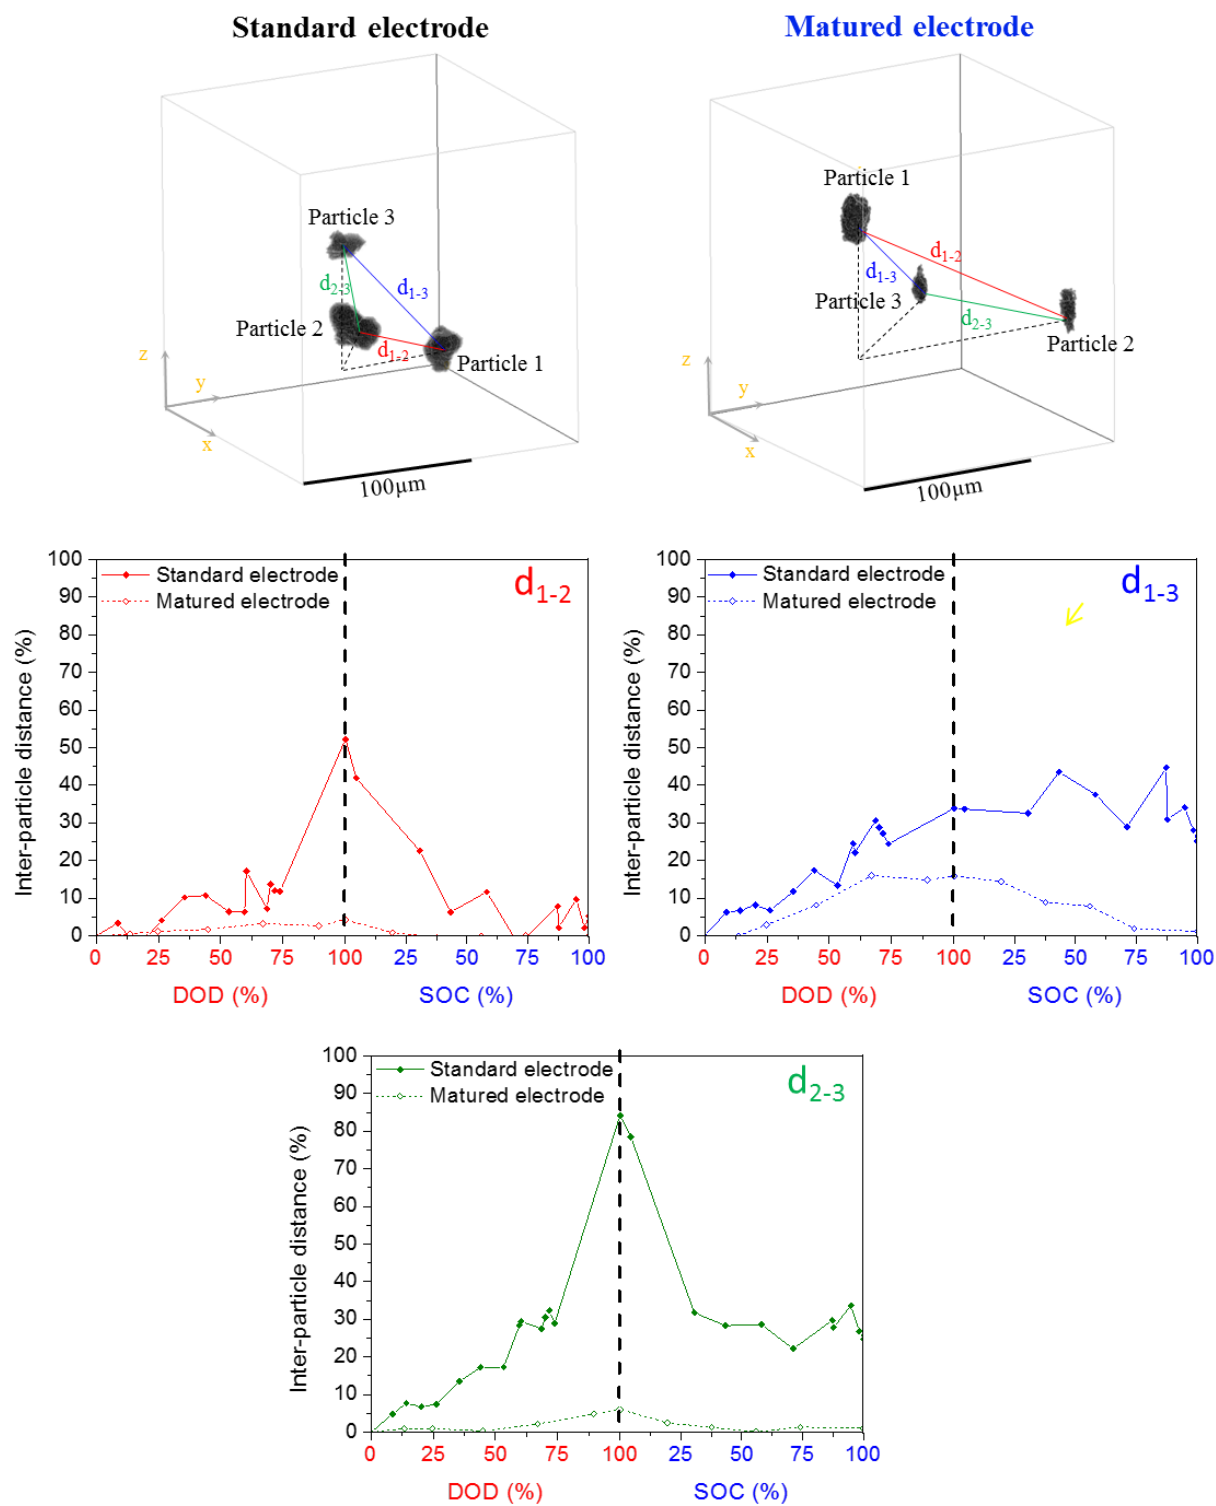 Standard electrode
Matured electrode
Particle 3
d2-3
d1-3
Particle 2
d1-2
Particle 1
z
y
x
100µm
Particle 1
d1-2
d1-3
Particle 3
d2-3
Particle 2
z
y
x
100µm
Inter-particle distance (%)
100
90
80
70
60
50
40
30
20
10
0
Standard electrode
Matured electrode
d1-2
0 25 50 75 100 25 50 75 100
DOD (%) SOC (%)
Inter-particle distance (%)
100
90
80
70
60
50
40
30
20
10
0
Standard electrode
Matured electrode
d1-3
0 25 50 75 100 25 50 75 100
DOD (%) SOC (%)
Inter-particle distance (%)
100
90
80
70
60
50
40
30
20
10
0
Standard electrode
Matured electrode
d2-3
0 25 50 75 100 25 50 75 100
DOD (%) SOC (%)